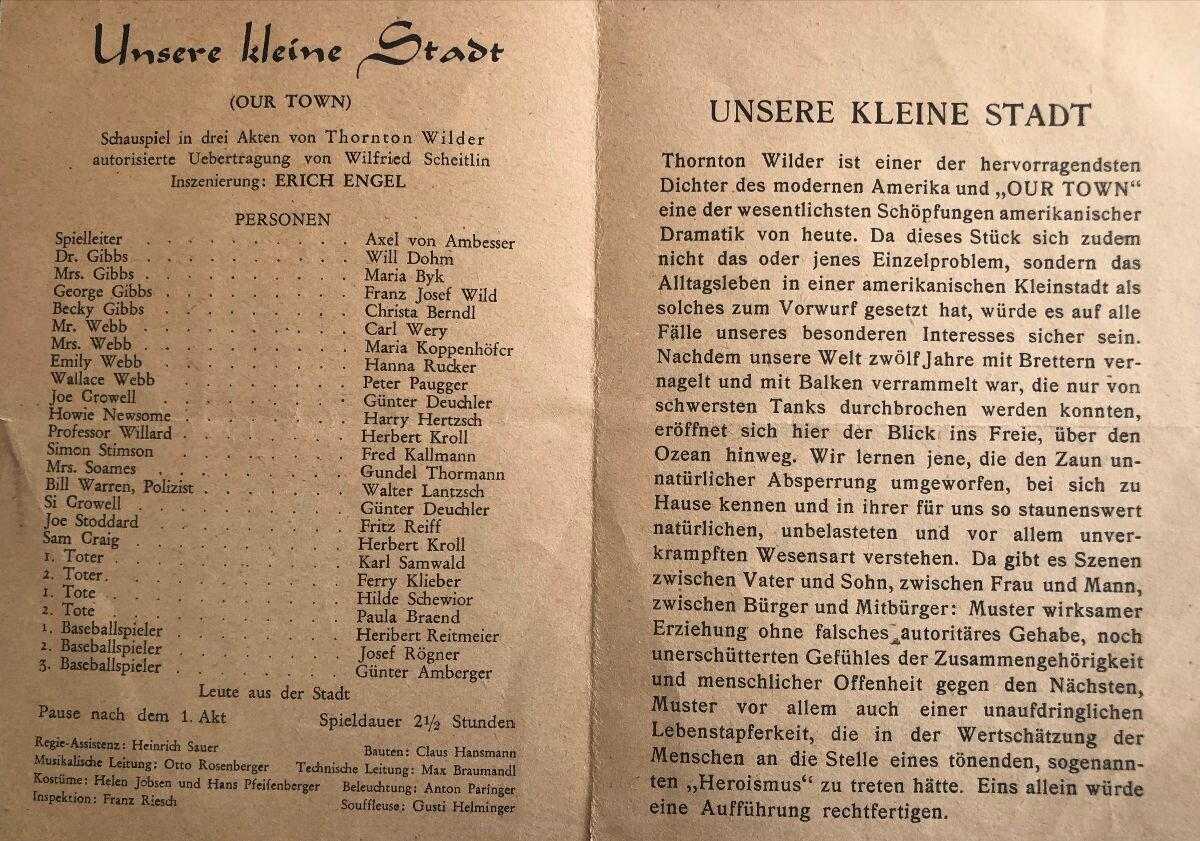 Unsere kleine Stadt
(OUR TOWN)
Schauspiel in drei Akten von Thornton Wilder
autorisierte Uebertragung von Wilfried Scheitlin
Inszenierung: ERICH ENGEL
PERSONEN
Spielleiter . . . . . . . . . . Axel von Ambesser
Dr. Gibbs . . . . . . . . . . Will Dohm
Mrs. Gibbs . . . . . . . . . . Maria Byk
George Gibbs . . . . . . . . . Franz Josef Wild
Becky Gibbs . . . . . . . . . Christa Berndl
Mr. Webb . . . . . . . . . . Carl Wery
Mrs. Webb . . . . . . . . . . Maria Koppenhöfer
Emily Webb . . . . . . . . . Hanna Rucker
Wallace Webb . . . . . . . . . Peter Paugger
Joe Crowell . . . . . . . . . Günter Deuchler
Howie Newsome . . . . . . . . Harry Hertzsch
Professor Willard . . . . . . . . Herbert Kroll
Simon Stimson . . . . . . . . Fred Kallmann
Mrs. Soames . . . . . . . . . Gundel Thormann
Bill Warren, Polizist . . . . . . . Walter Lantzsch
Si Crowell . . . . . . . . . . Günter Deuchler
Joe Stoddard . . . . . . . . . Fritz Reiff
Sam Craig . . . . . . . . . . Herbert Kroll
1. Toter . . . . . . . . . . Karl Samwald
2. Toter . . . . . . . . . . Ferry Klieber
1. Tote . . . . . . . . . . Hilde Schewior
2. Tote . . . . . . . . . . Paula Braend
1. Baseballspieler . . . . . . . . Heribert Reitmeier
2. Baseballspieler . . . . . . . . Josef Rögner
3. Baseballspieler . . . . . . . . Günter Amberger
Leute aus der Stadt
Pause nach dem 1. Akt Spieldauer 2½ Stunden
Regie-Assistenz: Heinrich Sauer Bauten: Claus Hansmann
Musikalische Leitung: Otto Rosenberger Technische Leitung: Max Braumandl
Kostüme: Helen Jobsen und Hans Pfeifenberger Beleuchtung: Anton Paringer
Inspektion: Franz Riesch Souffleuse: Gusti Helminger
UNSERE KLEINE STADT
Thornton Wilder ist einer der hervorragendsten
Dichter des modernen Amerika und „OUR TOWN“
eine der wesentlichsten Schöpfungen amerikanischer
Dramatik von heute. Da dieses Stück sich zudem
nicht das oder jenes Einzelproblem, sondern das
Alltagsleben in einer amerikanischen Kleinstadt als
solches zum Vorwurf gesetzt hat, würde es auf alle
Fälle unseres besonderen Interesses sicher sein.
Nachdem unsere Welt zwölf Jahre mit Brettern ver-
nagelt und mit Balken verrammelt war, die nur von
schwersten Tanks durchbrochen werden konnten,
eröffnet sich hier der Blick ins Freie, über den
Ozean hinweg. Wir lernen jene, die den Zaun un-
natürlicher Absperrung umgeworfen, bei sich zu
Hause kennen und in ihrer für uns so staunenswert
natürlichen, unbelasteten und vor allem unver-
krampften Wesensart verstehen. Da gibt es Szenen
zwischen Vater und Sohn, zwischen Frau und Mann,
zwischen Bürger und Mitbürger: Muster wirksamer
Erziehung ohne falsches autoritäres Gehabe, noch
unerschütterten Gefühles der Zusammengehörigkeit
und menschlicher Offenheit gegen den Nächsten,
Muster vor allem auch einer unaufdringlichen
Lebenstapferkeit, die in der Wertschätzung der
Menschen an die Stelle eines tönenden, sogenann-
ten „Heroismus“ zu treten hätte. Eins allein würde
eine Aufführung rechtfertigen.